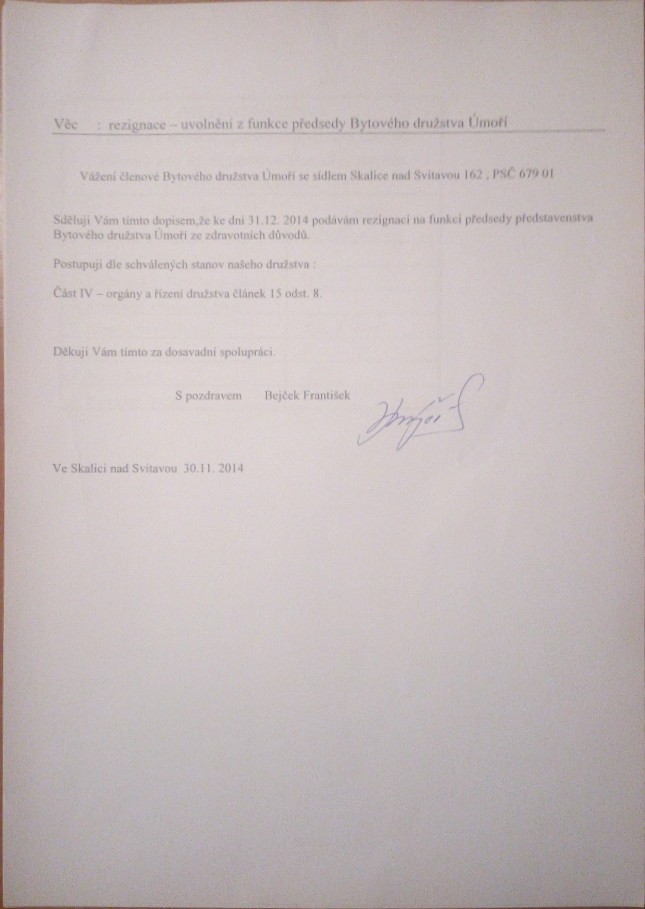 Věc : rezignace – uvolnění z funkce předsedy Bytového družstva Úmoří
Vážení členové Bytového družstva Úmoří se sídlem Skalice nad Svitavou 162 , PSČ 679 01
Sděluji Vám tímto dopisem,že ke dni 31.12. 2014 podávám rezignaci na funkci předsedy představenstva
Bytového družstva Úmoří ze zdravotních důvodů.
Postupuji dle schválených stanov našeho družstva :
Část IV – orgány a řízení družstva článek 15 odst. 8.
Děkuji Vám tímto za dosavadní spolupráci.
S pozdravem Bejček František
Ve Skalici nad Svitavou 30.11. 2014